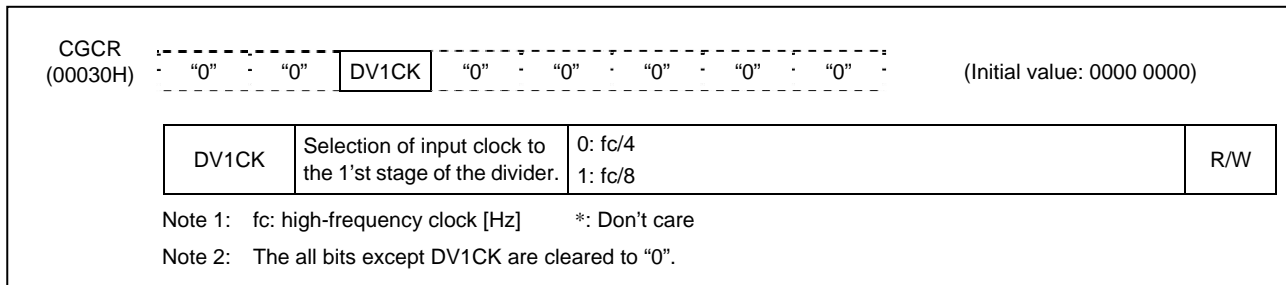 CGCR
(00030H) “0” “0” DV1CK “0” “0” “0” “0” “0” (Initial value: 0000 0000)
DV1CK Selection of input clock to the 1’st stage of the divider. 0: fc/4 1: fc/8 R/W
Note 1: fc: high-frequency clock [Hz] *: Don’t care
Note 2: The all bits except DV1CK are cleared to “0”.